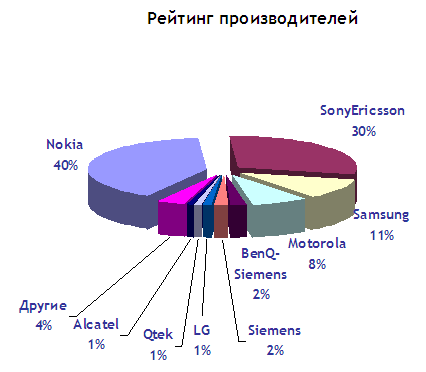 Рейтинг производителей
SonyEricsson
30%
Nokia
40%
Samsung
11%
Motorola
8%
BenQ-
Siemens
2%
Другие
4%
Alcatel
1%
Qtek
1%
LG
1%
Siemens
2%